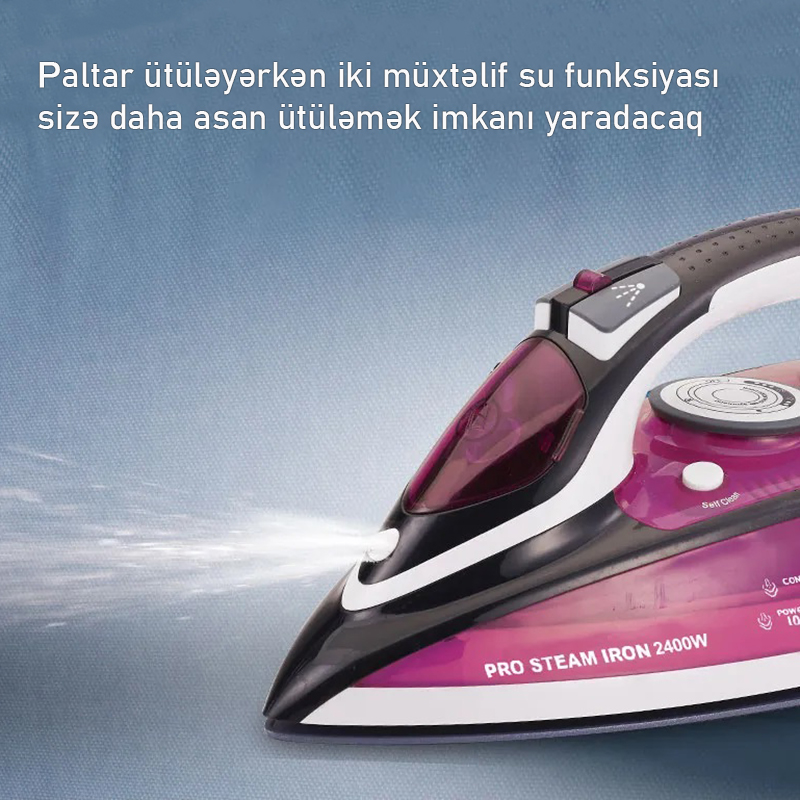 Paltar ütüləyərkən iki müxtəlif su funksiyası
sizə daha asan ütüləmək imkanı yaradacaq
Self Clean
PRO STEAM IRON 2400W